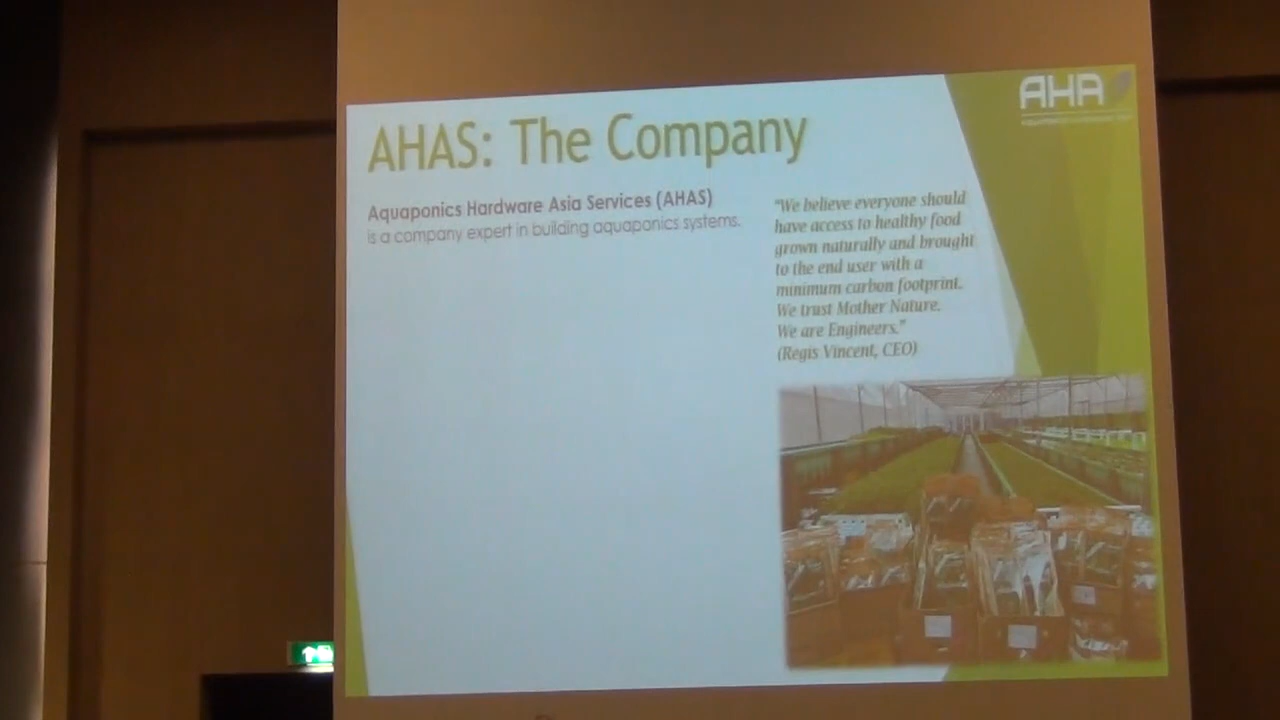 AHA
AHAS: The Company
Aquaponics Hardware Asia Services (AHAS)
is a company expert in building aquaponics systems.
"We believe everyone should
have access to healthy food
grown naturally and brought
to the end user with a
minimum carbon footprint.
We trust Mother Nature.
We are Engineers."
(Regis Vincent, CEO)